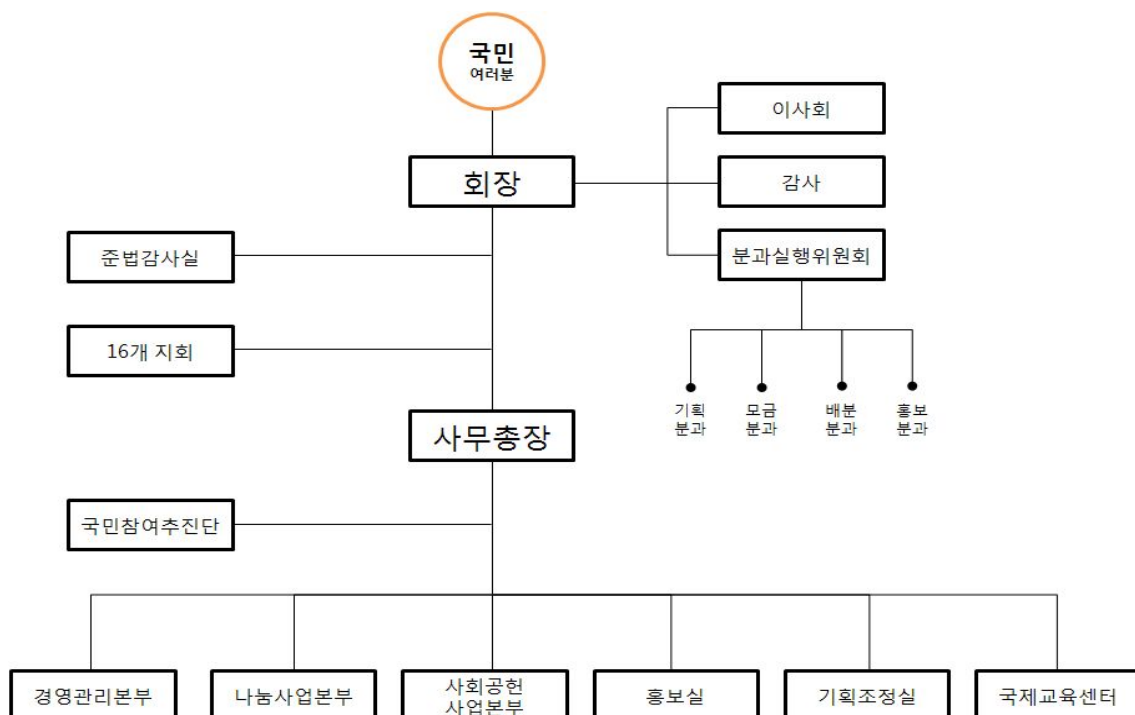 국민
여러분
이사회
회장
감사
준법감사실
분과실행위원회
16개 지회
기획
분과
모금
분과
배분
분과
홍보
분과
사무총장
국민참여추진단
경영관리본부
나눔사업본부
사회공헌
사업본부
홍보실
기획조정실
국제교육센터